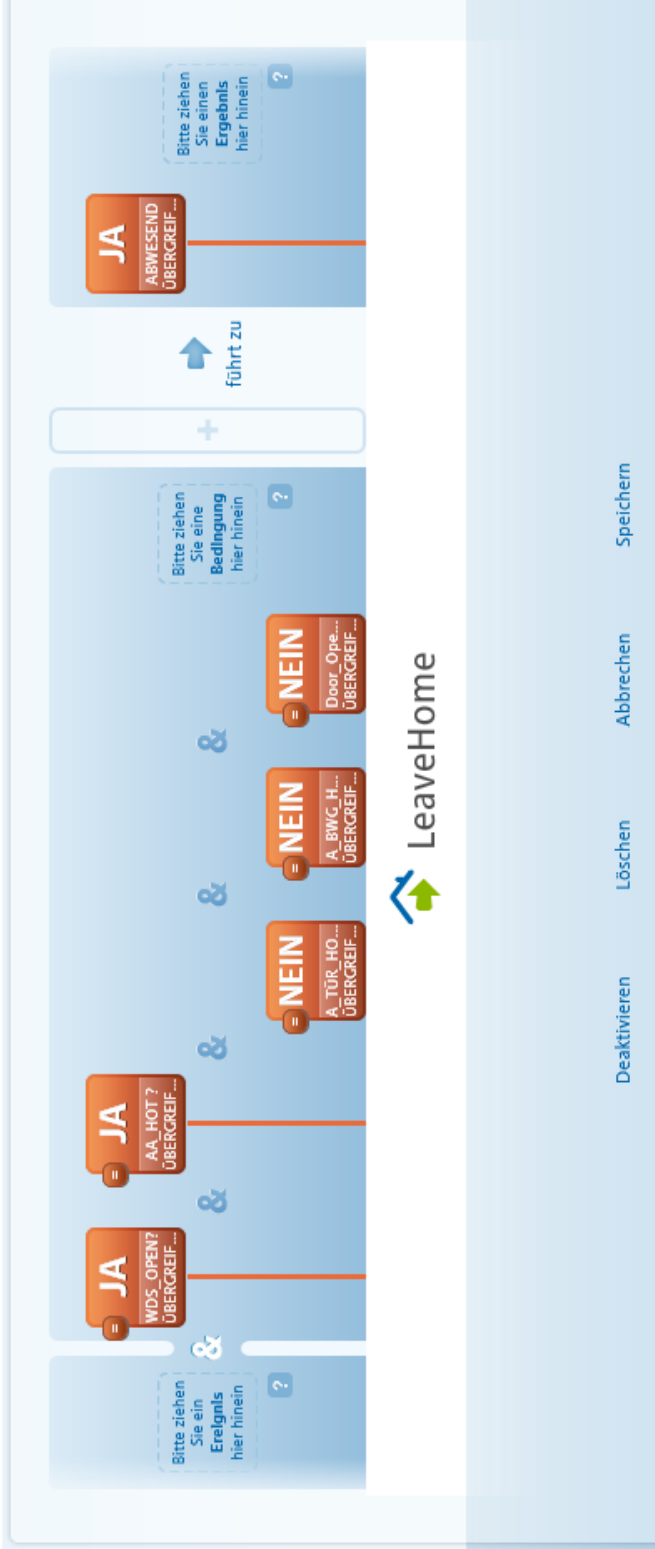 Bitte ziehen
Sie ein
Ereignis
hier hinein
?
&
=
JA
WDS_OPEN?
ÜBERGREIF...
&
=
JA
AA_HOT ?
ÜBERGREIF...
&
=
NEIN
A_TÜR_HO...
ÜBERGREIF...
&
=
NEIN
A_BWG_H...
ÜBERGREIF...
&
=
NEIN
Door_Ope...
ÜBERGREIF...
Bitte ziehen
Sie eine
Bedingung
hier hinein
?
+
führt zu
JA
ABWESEND
ÜBERGREIF...
Bitte ziehen
Sie einen
Ergebnis
hier hinein
?
LeaveHome
Deaktivieren
Löschen
Abbrechen
Speichern